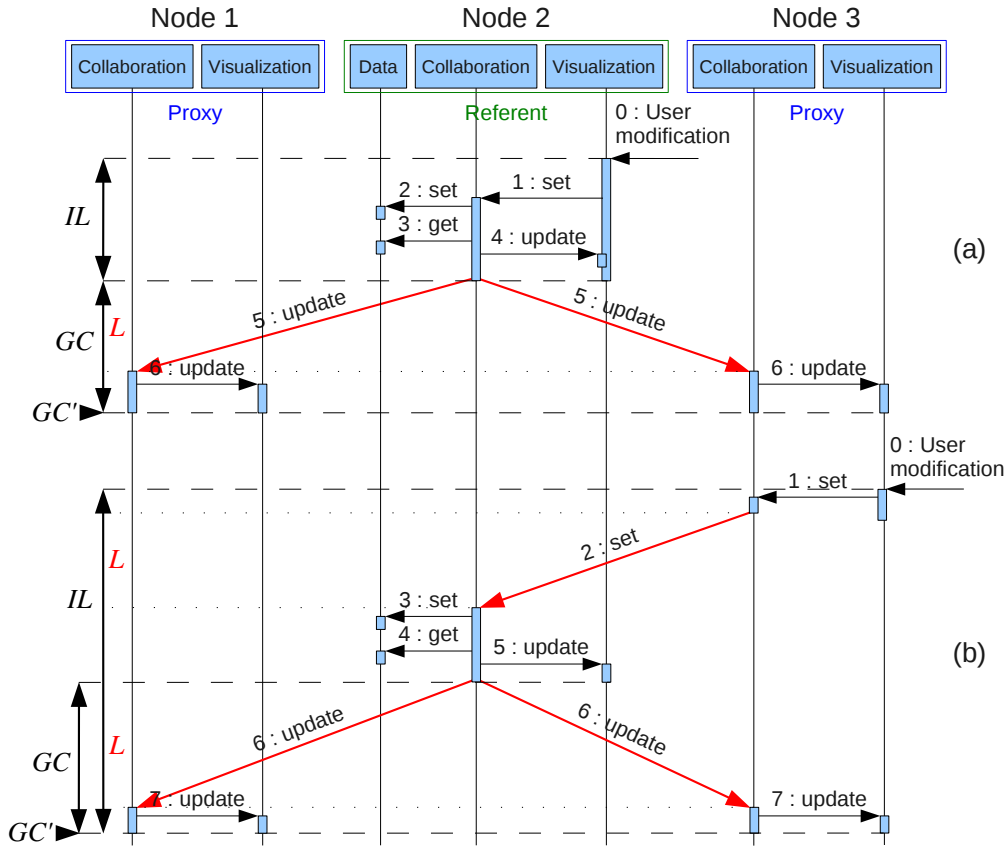 Node 1 Node 2 Node 3
Collaboration Visualization Data Collaboration Visualization Collaboration Visualization
Proxy Referent Proxy
0 : User
modification
1 : set
2 : set
3 : get
4 : update
IL
(a)
5 : update 5 : update
GC L
6 : update 6 : update
GC'
0 : User
modification
1 : set
2 : set
L
IL
3 : set
4 : get
5 : update
(b)
6 : update 6 : update
GC L
7 : update 7 : update
GC'